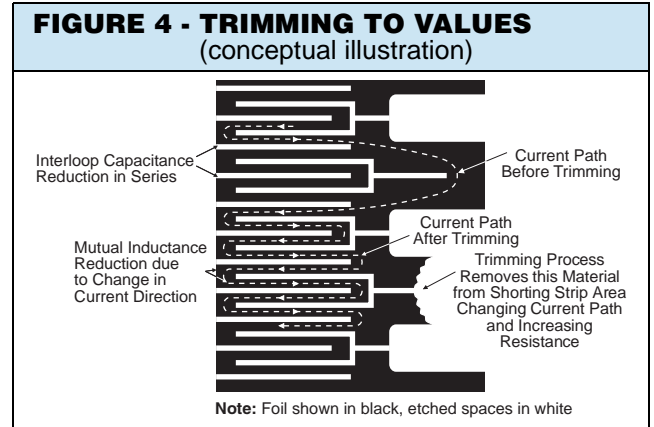 FIGURE 4 - TRIMMING TO VALUES
(conceptual illustration)
Interloop Capacitance
Reduction in Series
Current Path
Before Trimming
Current Path
After Trimming
Mutual Inductance
Reduction due
to Change in
Current Direction
Trimming Process
Removes this Material
from Shorting Strip Area
Changing Current Path
and Increasing
Resistance
Note: Foil shown in black, etched spaces in white